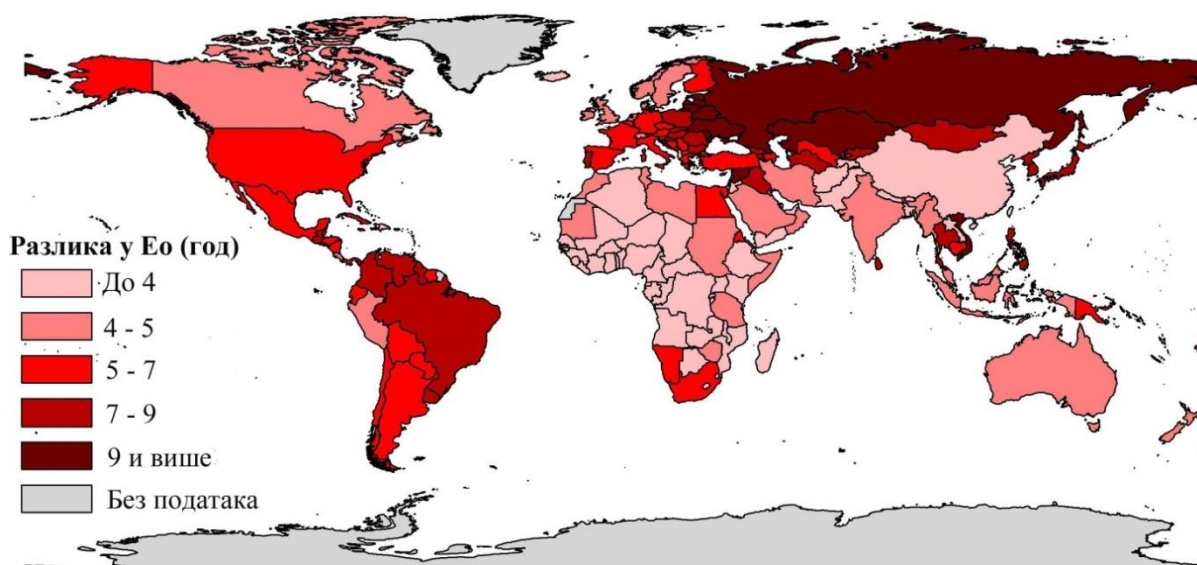 Разлика у Ео (год)
До 4
4 - 5
5 - 7
7 - 9
9 и више
Без података